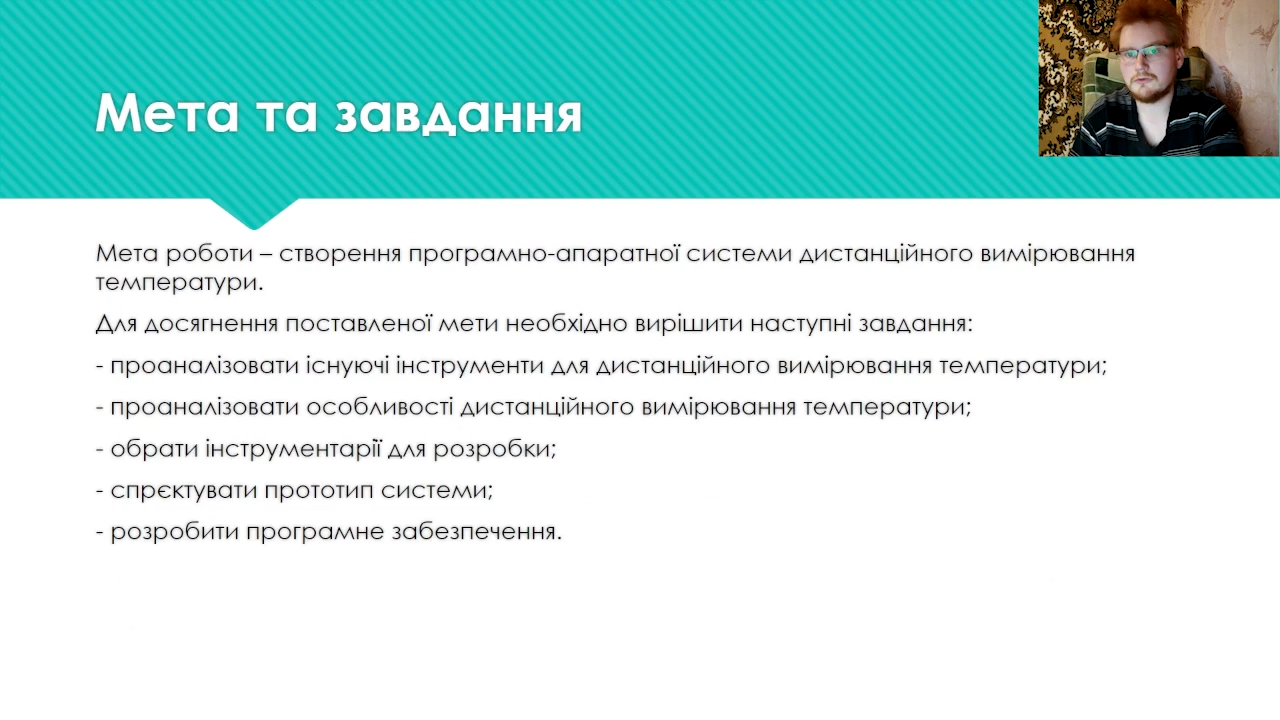 Мета та завдання
Мета роботи – створення програмно-апаратної системи дистанційного вимірювання
температури.
Для досягнення поставленої мети необхідно вирішити наступні завдання:
- проаналізовати існуючі інструменти для дистанційного вимірювання температури;
- проаналізовати особливості дистанційного вимірювання температури;
- обрати інструментарії для розробки;
- спрєктувати прототип системи;
- розробити програмне забезпечення.